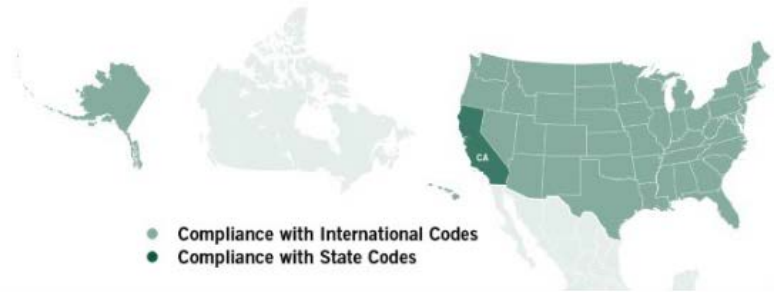 CA
Compliance with International Codes
Compliance with State Codes